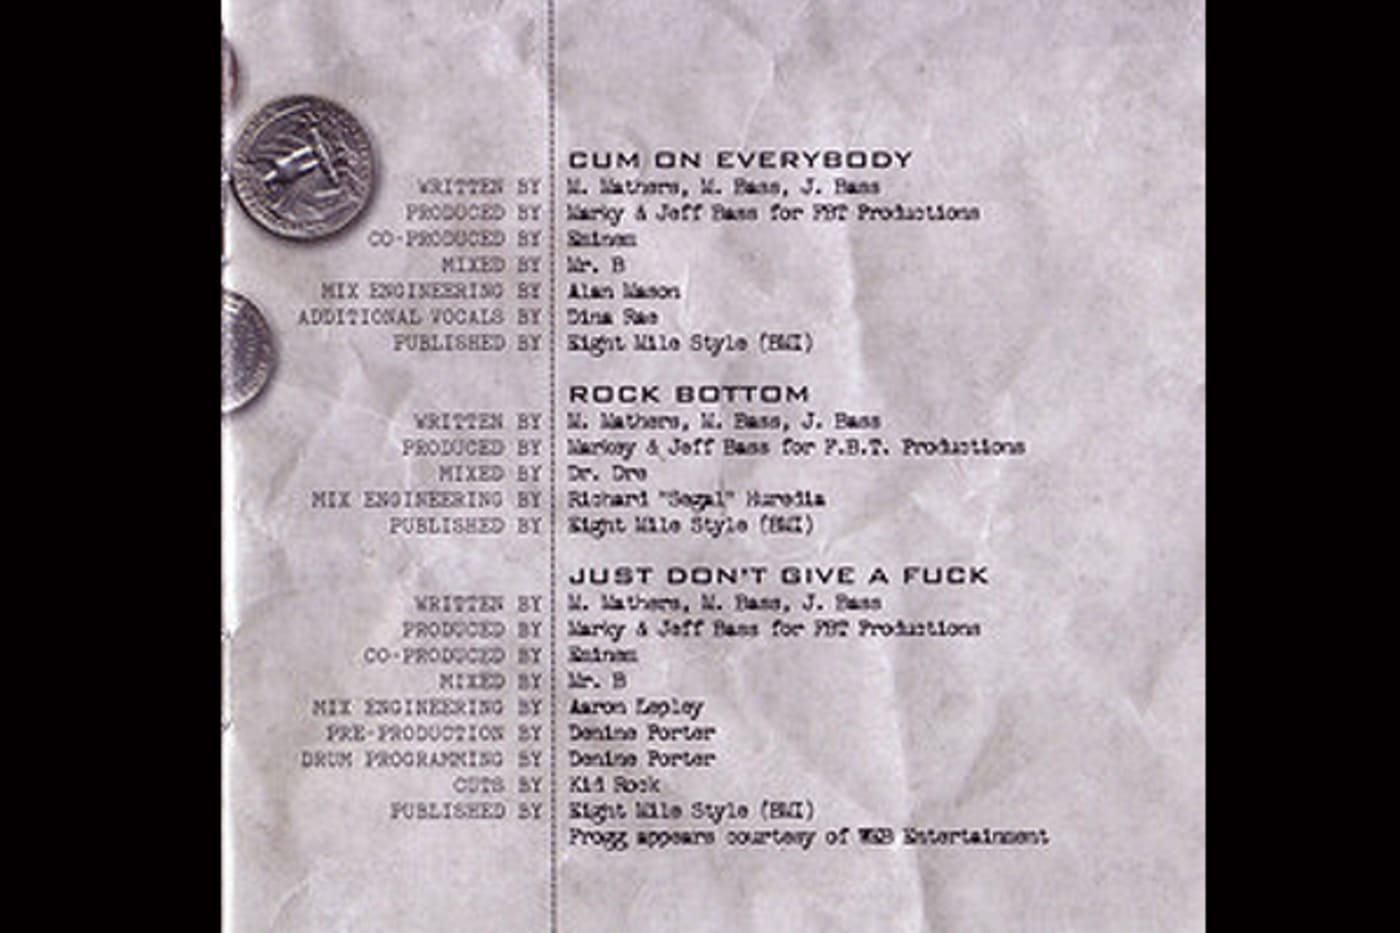 CUM ON EVERYBODY
WRITTEN BY M. Mathers, M. Bass, J. Bass
PRODUCED BY Marky & Jeff Bass for FBT Productions
CO-PRODUCED BY Eminem
MIXED BY Mr. B
MIX ENGINEERING BY Alan Mason
ADDITIONAL VOCALS BY Dina Rae
PUBLISHED BY Eight Mile Style (BMI)
ROCK BOTTOM
WRITTEN BY M. Mathers, M. Bass, J. Bass
PRODUCED BY Markey & Jeff Bass for F.B.T. Productions
MIXED BY Dr. Dre
MIX ENGINEERING BY Richard "Segal" Huredia
PUBLISHED BY Eight Mile Style (BMI)
JUST DON'T GIVE A FUCK
WRITTEN BY M. Mathers, M. Bass, J. Bass
PRODUCED BY Marky & Jeff Bass for FBT Productions
CO-PRODUCED BY Eminem
MIXED BY Mr. B
MIX ENGINEERING BY Aaron Lepley
PRE-PRODUCTION BY Denine Porter
DRUM PROGRAMMING BY Denine Porter
CUTS BY Kid Rock
PUBLISHED BY Eight Mile Style (BMI)
Frogg appears courtesy of WEB Entertainment